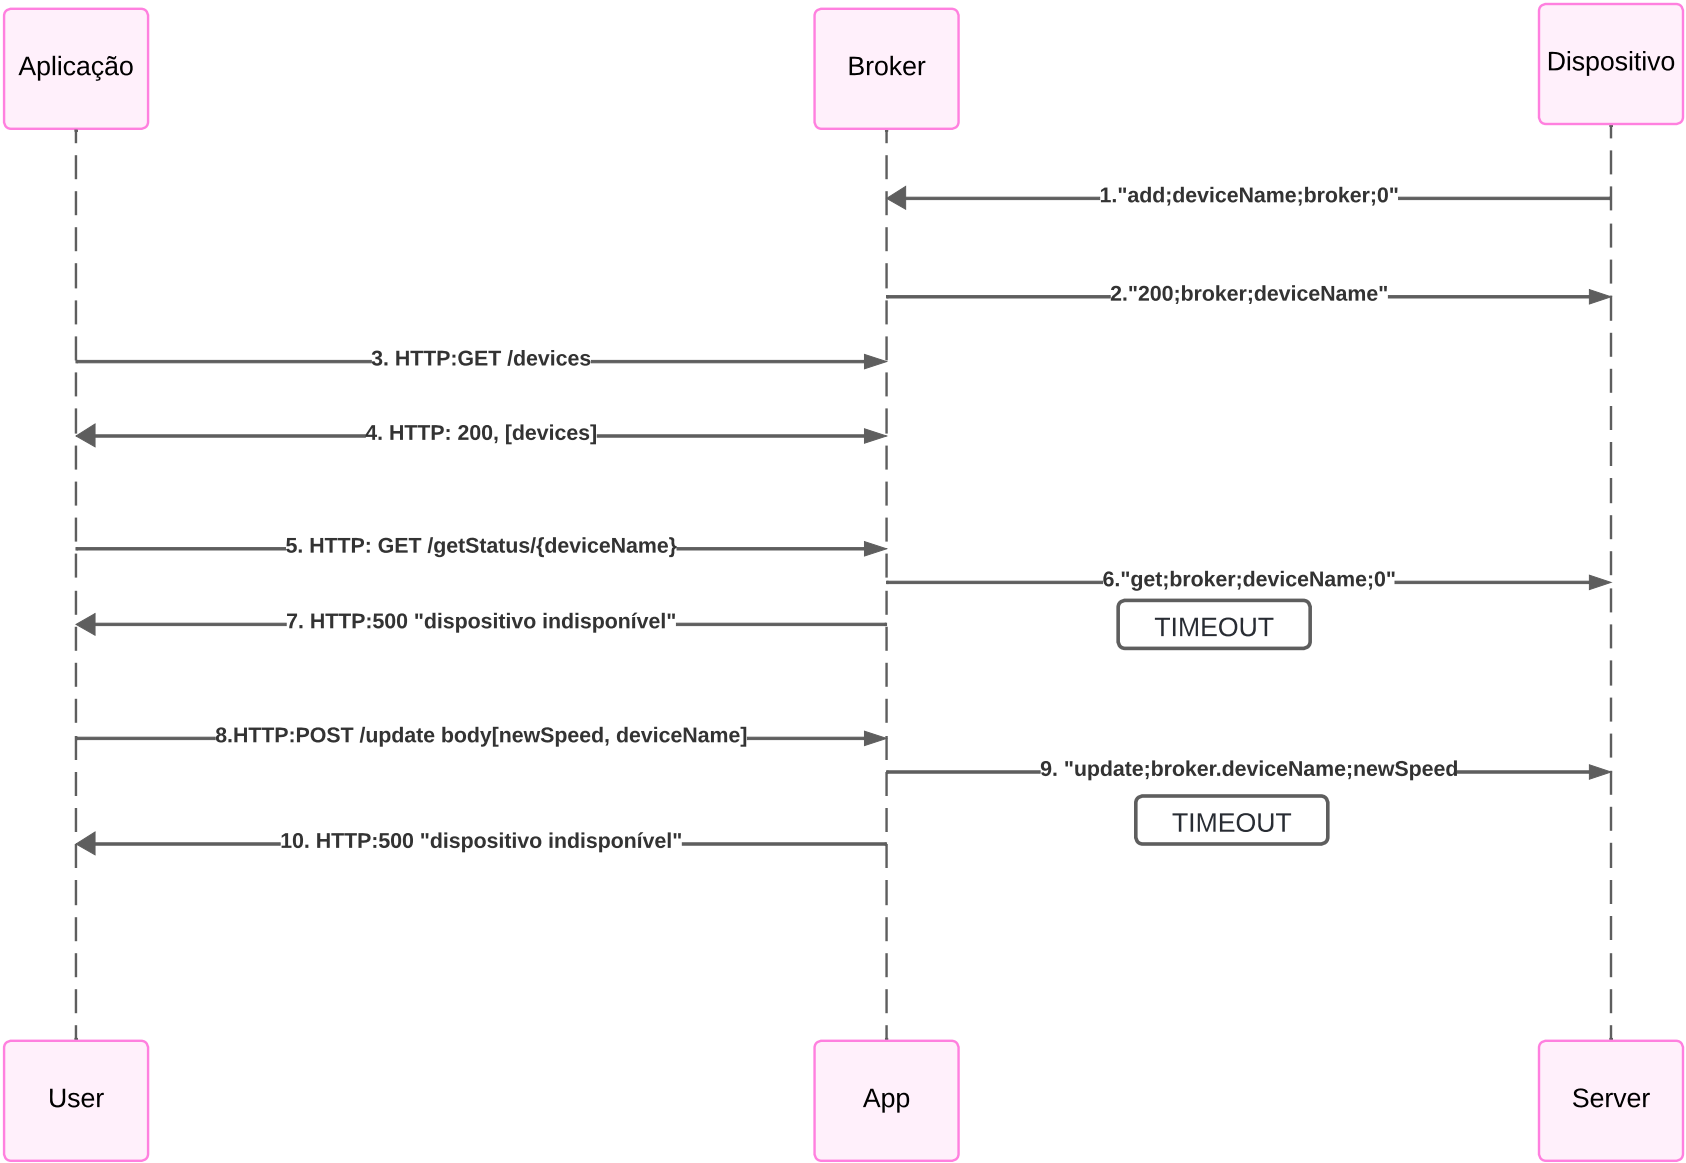 Aplicação
Broker
Dispositivo
1."add;deviceName;broker;0"
2."200;broker;deviceName"
3. HTTP:GET /devices
4. HTTP: 200, [devices]
5. HTTP: GET /getStatus/{deviceName}
6."get;broker;deviceName;0"
7. HTTP:500 "dispositivo indisponível"
TIMEOUT
8.HTTP:POST /update body[newSpeed, deviceName]
9. "update;broker.deviceName;newSpeed
TIMEOUT
10. HTTP:500 "dispositivo indisponível"
User
App
Server